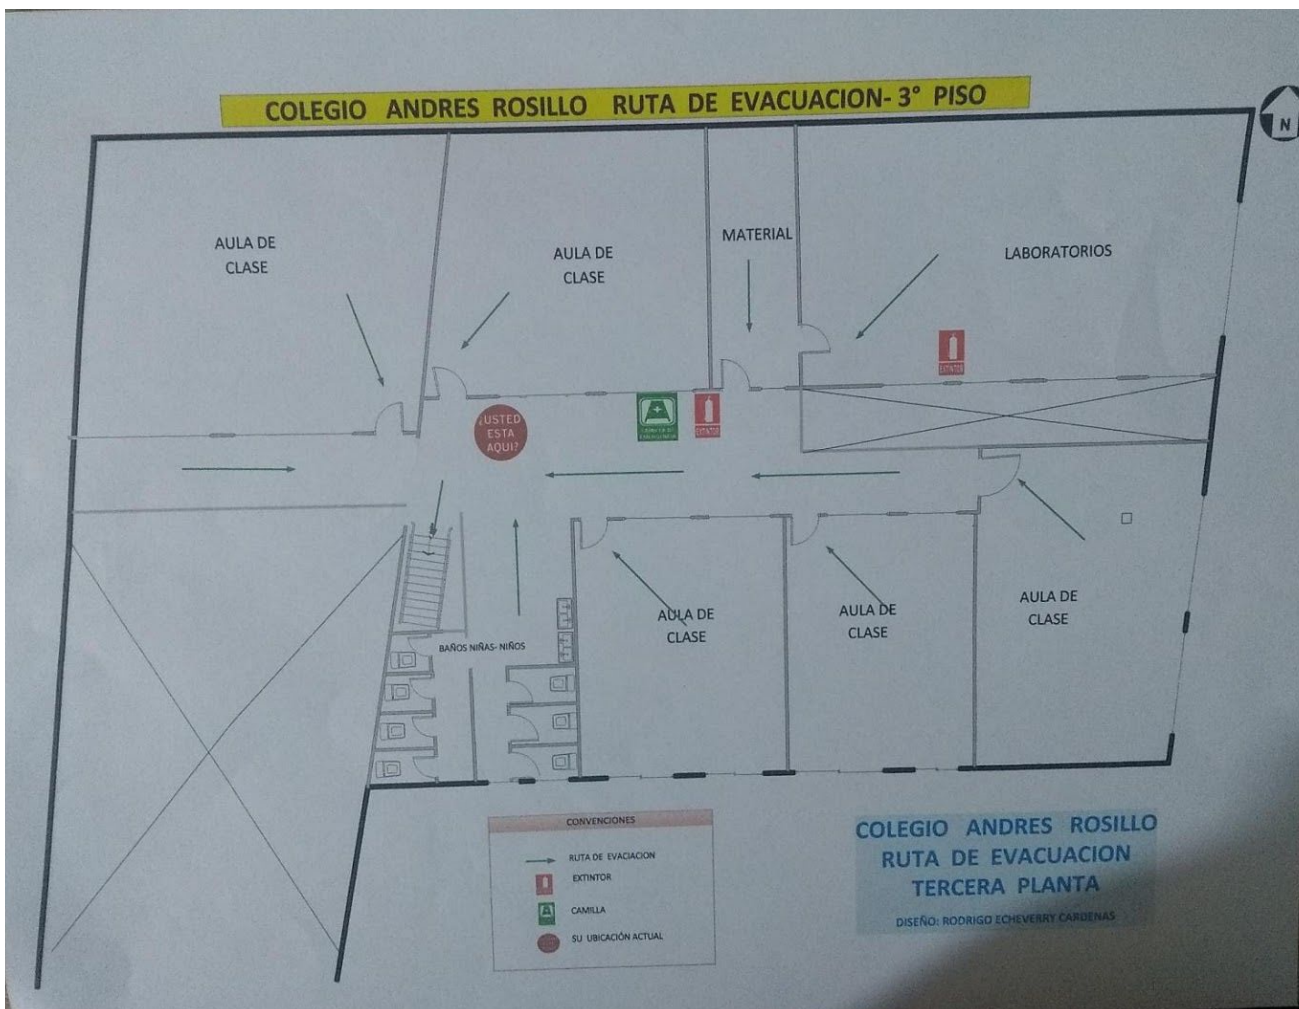 COLEGIO ANDRES ROSILLO RUTA DE EVACUACION- 3° PISO
N
AULA DE
CLASE
AULA DE
CLASE
MATERIAL
LABORATORIOS
EXTINTOR
¿USTED
ESTA
AQUI?
EXTINTOR
AULA DE
CLASE
AULA DE
CLASE
AULA DE
CLASE
BAÑOS NIÑAS- NIÑOS
CONVENCIONES
RUTA DE EVACIACION
EXTINTOR
CAMILLA
SU UBICACIÓN ACTUAL
COLEGIO ANDRES ROSILLO
RUTA DE EVACUACION
TERCERA PLANTA
DISEÑO: RODRIGO ECHEVERRY CARDENAS